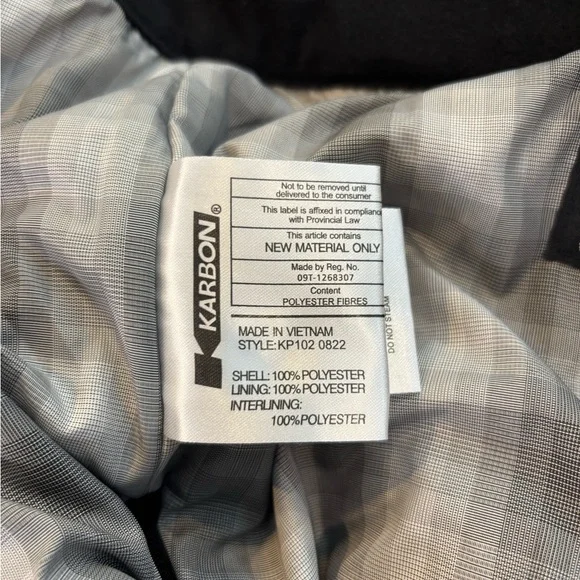 KARBON®
Not to be removed until
delivered to the consumer
This label is affixed in compliance
with Provincial Law
This article contains
NEW MATERIAL ONLY
Made by Reg. No.
09T-1268307
Content
POLYESTER FIBRES
MADE IN VIETNAM
STYLE:KP102 0822
SHELL: 100% POLYESTER
LINING: 100% POLYESTER
INTERLINING:
100%POLYESTER
DO NOT STEAM